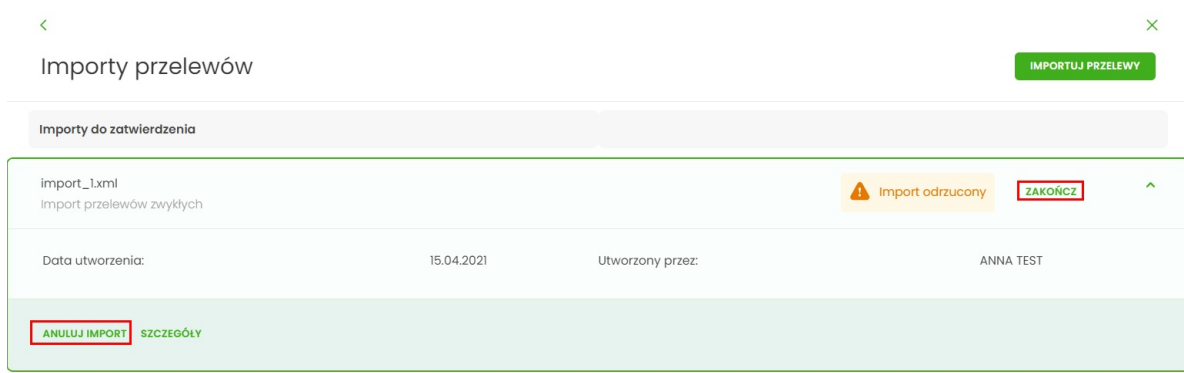 Importy przelewów
IMPORTUJ PRZELEWY
Importy do zatwierdzenia
import_1.xml
Import przelewów zwykłych
Import odrzucony
ZAKOŃCZ
Data utworzenia: 15.04.2021 Utworzony przez: ANNA TEST
ANULUJ IMPORT SZCZEGÓŁY